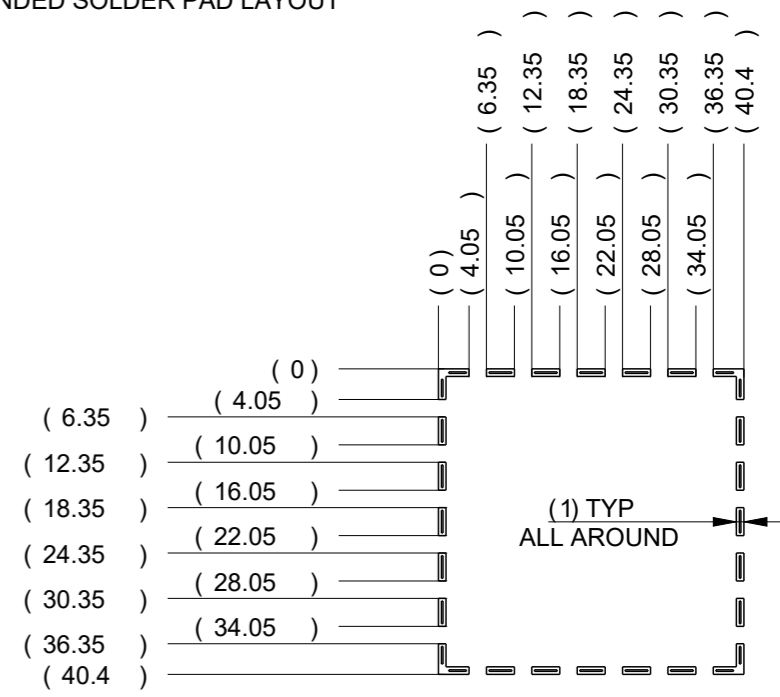 NDED SOLDER PAD LAYOUT
( 6.35 )
( 12.35 )
( 18.35 )
( 24.35 )
( 30.35 )
( 36.35 )
( 40.4 )
( 0 )
( 4.05 )
( 10.05 )
( 16.05 )
( 22.05 )
( 28.05 )
( 34.05 )
( 0 )
( 4.05 )
( 6.35 )
( 10.05 )
( 12.35 )
( 16.05 )
( 18.35 )
( 22.05 )
( 24.35 )
( 28.05 )
( 30.35 )
( 34.05 )
( 36.35 )
( 40.4 )
( 1 ) TYP
ALL AROUND